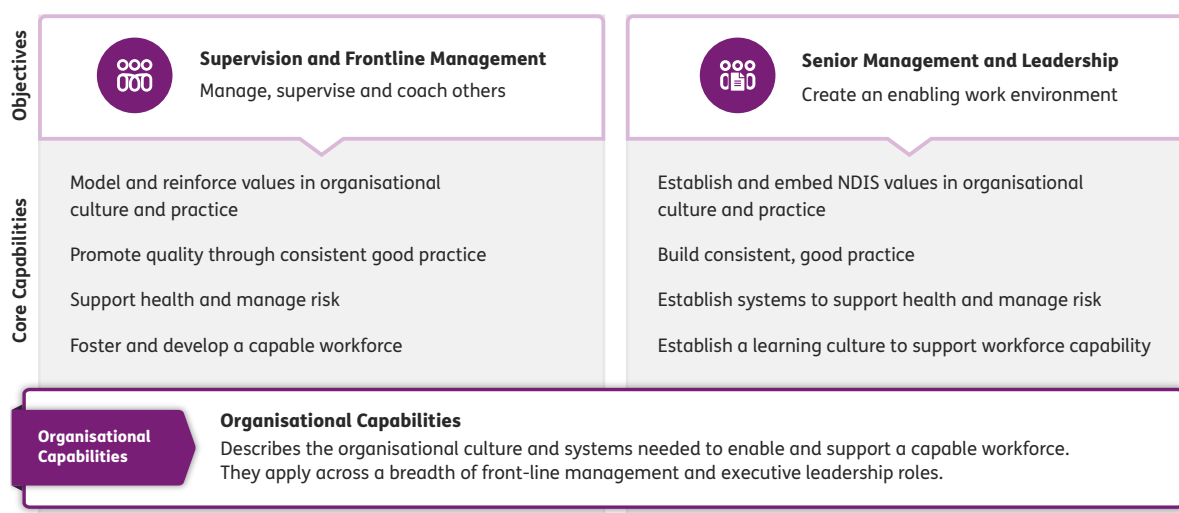 Objectives
Supervision and Frontline Management
Manage, supervise and coach others
Senior Management and Leadership
Create an enabling work environment
Core Capabilities
Model and reinforce values in organisational
culture and practice
Promote quality through consistent good practice
Support health and manage risk
Foster and develop a capable workforce
Establish and embed NDIS values in organisational
culture and practice
Build consistent, good practice
Establish systems to support health and manage risk
Establish a learning culture to support workforce capability
Organisational
Capabilities
Organisational Capabilities
Describes the organisational culture and systems needed to enable and support a capable workforce.
They apply across a breadth of front-line management and executive leadership roles.